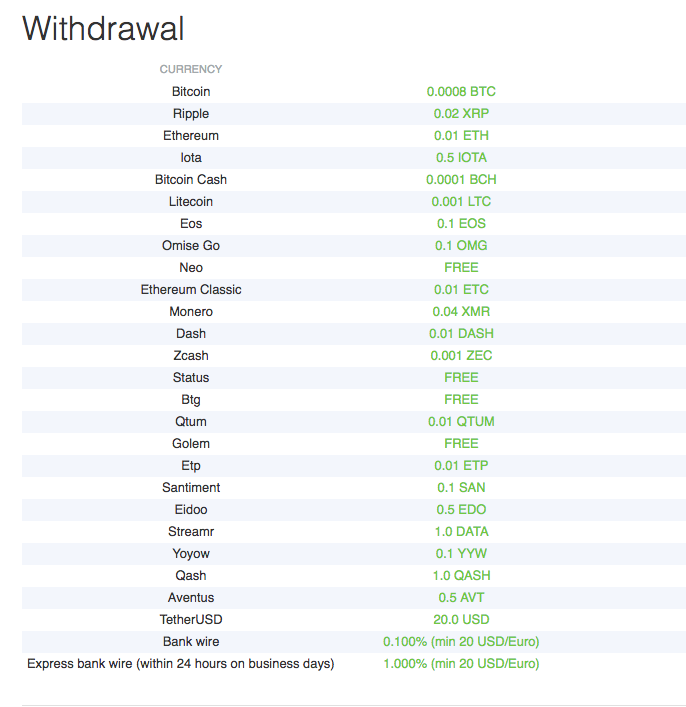 Withdrawal
CURRENCY
Bitcoin 0.0008 BTC
Ripple 0.02 XRP
Ethereum 0.01 ETH
Iota 0.5 IOTA
Bitcoin Cash 0.0001 BCH
Litecoin 0.001 LTC
Eos 0.1 EOS
Omise Go 0.1 OMG
Neo FREE
Ethereum Classic 0.01 ETC
Monero 0.04 XMR
Dash 0.01 DASH
Zcash 0.001 ZEC
Status FREE
Btg FREE
Qtum 0.01 QTUM
Golem FREE
Etp 0.01 ETP
Santiment 0.1 SAN
Eidoo 0.5 EDO
Streamr 1.0 DATA
Yoyow 0.1 YYW
Qash 1.0 QASH
Aventus 0.5 AVT
TetherUSD 20.0 USD
Bank wire 0.100% (min 20 USD/Euro)
Express bank wire (within 24 hours on business days) 1.000% (min 20 USD/Euro)